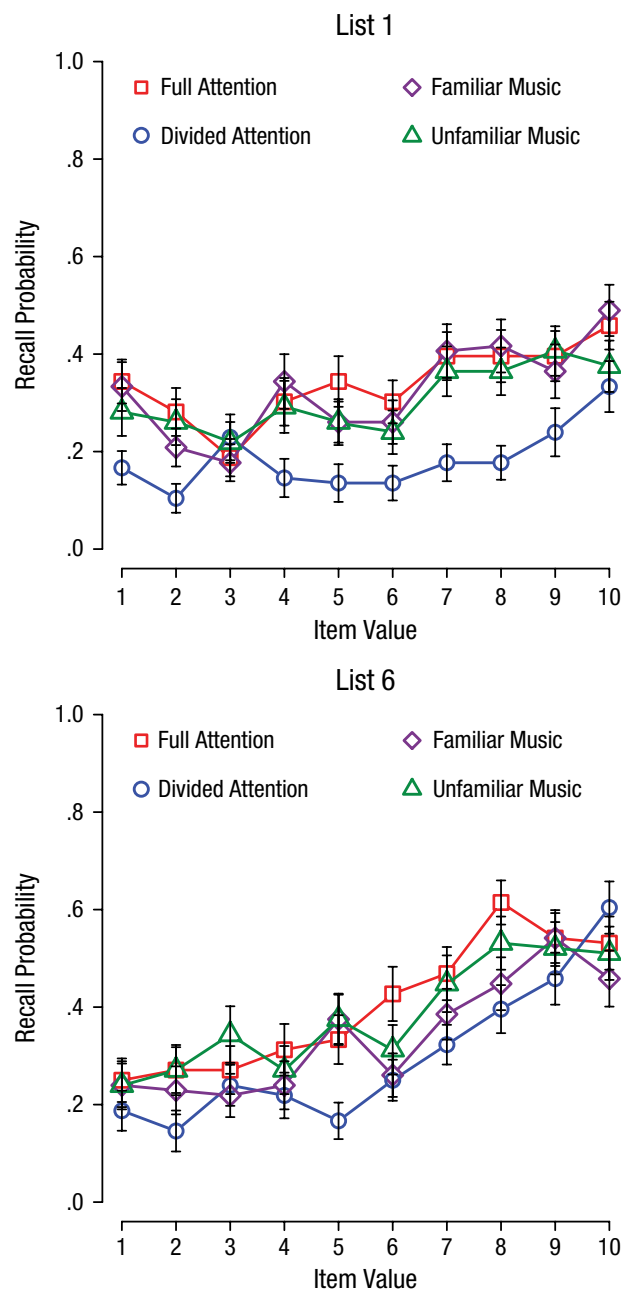 List 1
1.0
Full Attention
Familiar Music
Divided Attention
Unfamiliar Music
.8
.6
.4
.2
.0
Recall Probability
1 2 3 4 5 6 7 8 9 10
Item Value
List 6
1.0
Full Attention
Familiar Music
Divided Attention
Unfamiliar Music
.8
.6
.4
.2
.0
Recall Probability
1 2 3 4 5 6 7 8 9 10
Item Value